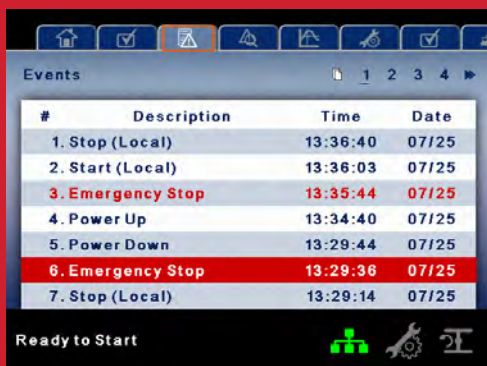 Events 1 2 3 4
# Description Time Date
1. Stop (Local) 13:36:40 07/25
2. Start (Local) 13:36:03 07/25
3. Emergency Stop 13:35:44 07/25
4. Power Up 13:34:40 07/25
5. Power Down 13:29:44 07/25
6. Emergency Stop 13:29:36 07/25
7. Stop (Local) 13:29:14 07/25
Ready to Start